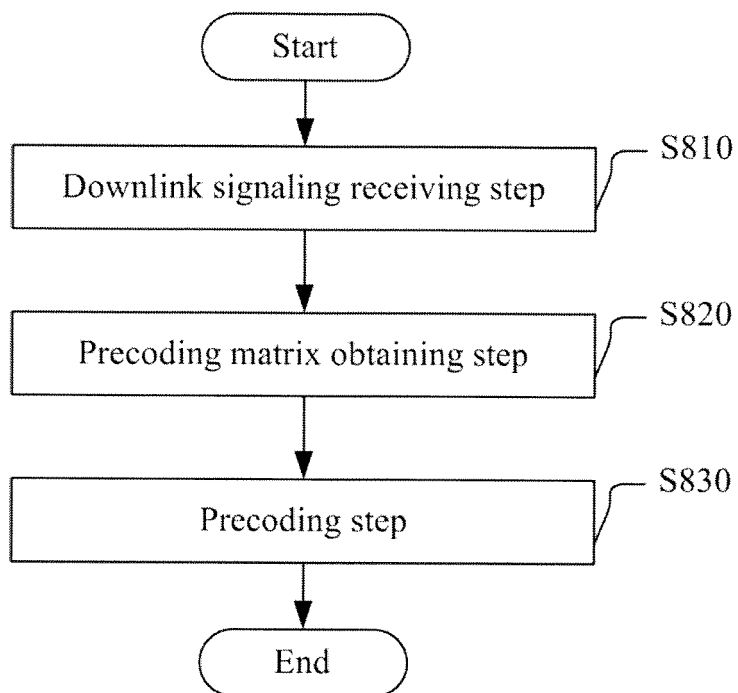 Start
S810
Downlink signaling receiving step
S820
Precoding matrix obtaining step
S830
Precoding step
End